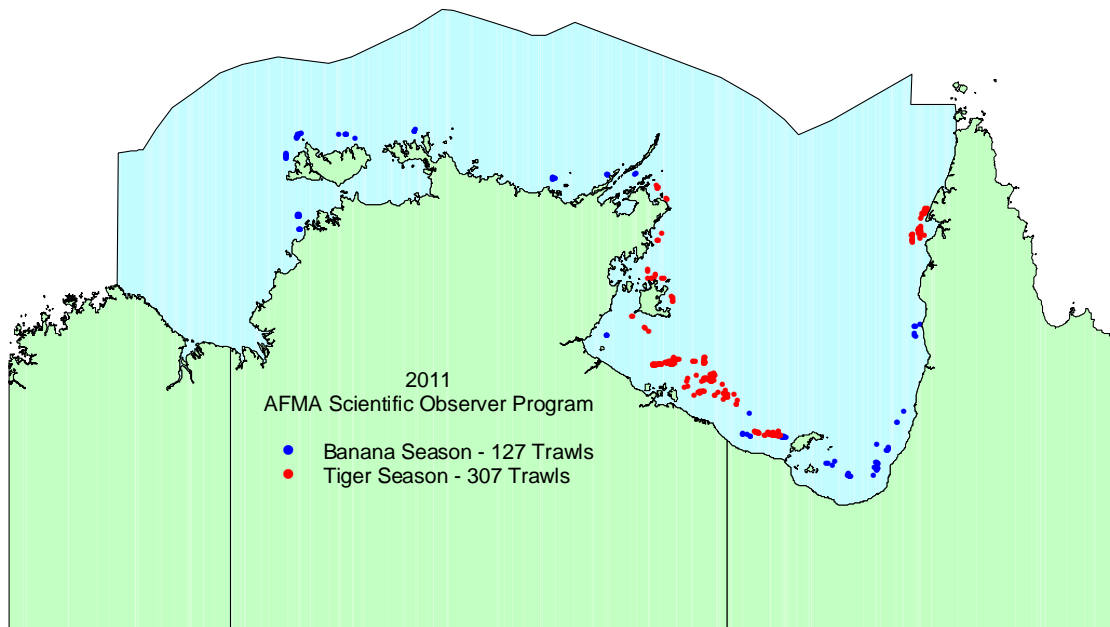 2011
AFMA Scientific Observer Program
Banana Season - 127 Trawls
Tiger Season - 307 Trawls